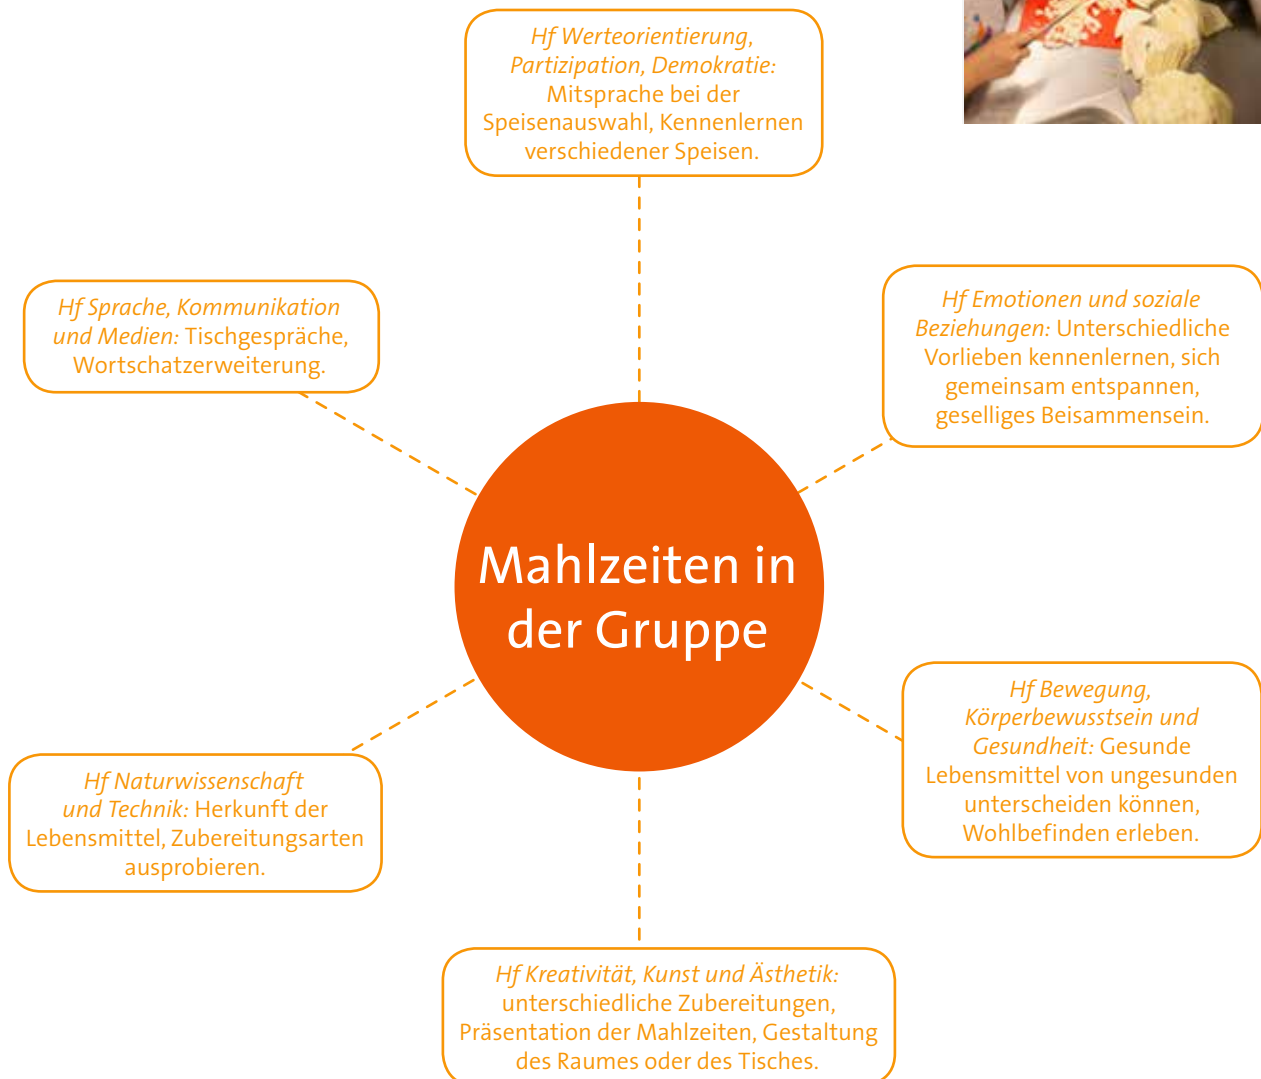 Hf Werteorientierung,
Partizipation, Demokratie:
Mitsprache bei der
Speisenauswahl, Kennenlernen
verschiedener Speisen.
Hf Sprache, Kommunikation
und Medien: Tischgespräche,
Wortschatzerweiterung.
Hf Emotionen und soziale
Beziehungen: Unterschiedliche
Vorlieben kennenlernen, sich
gemeinsam entspannen,
geselliges Beisammensein.
Mahlzeiten in
der Gruppe
Hf Bewegung,
Körperbewusstsein und
Gesundheit: Gesunde
Lebensmittel von ungesunden
unterscheiden können,
Wohlbefinden erleben.
Hf Naturwissenschaft
und Technik: Herkunft der
Lebensmittel, Zubereitungsarten
ausprobieren.
Hf Kreativität, Kunst und Ästhetik:
unterschiedliche Zubereitungen,
Präsentation der Mahlzeiten, Gestaltung
des Raumes oder des Tisches.